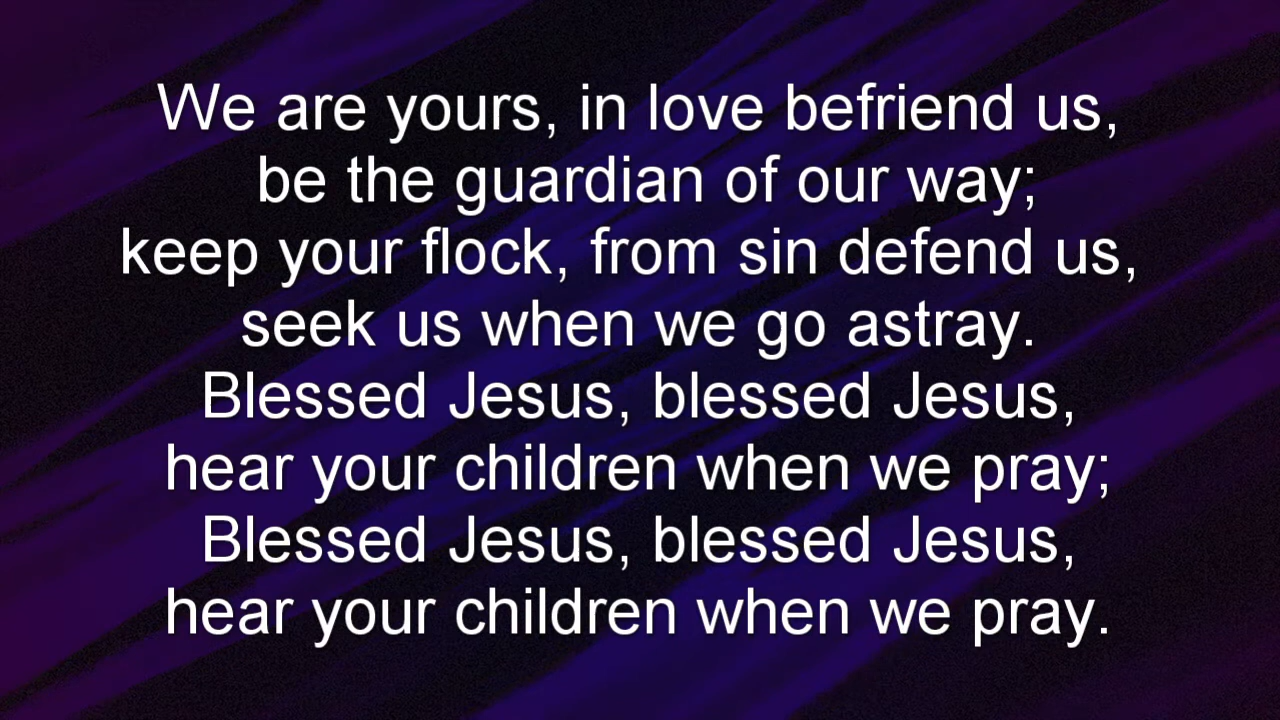 We are yours, in love befriend us,
be the guardian of our way;
keep your flock, from sin defend us,
seek us when we go astray.
Blessed Jesus, blessed Jesus,
hear your children when we pray;
Blessed Jesus, blessed Jesus,
hear your children when we pray.